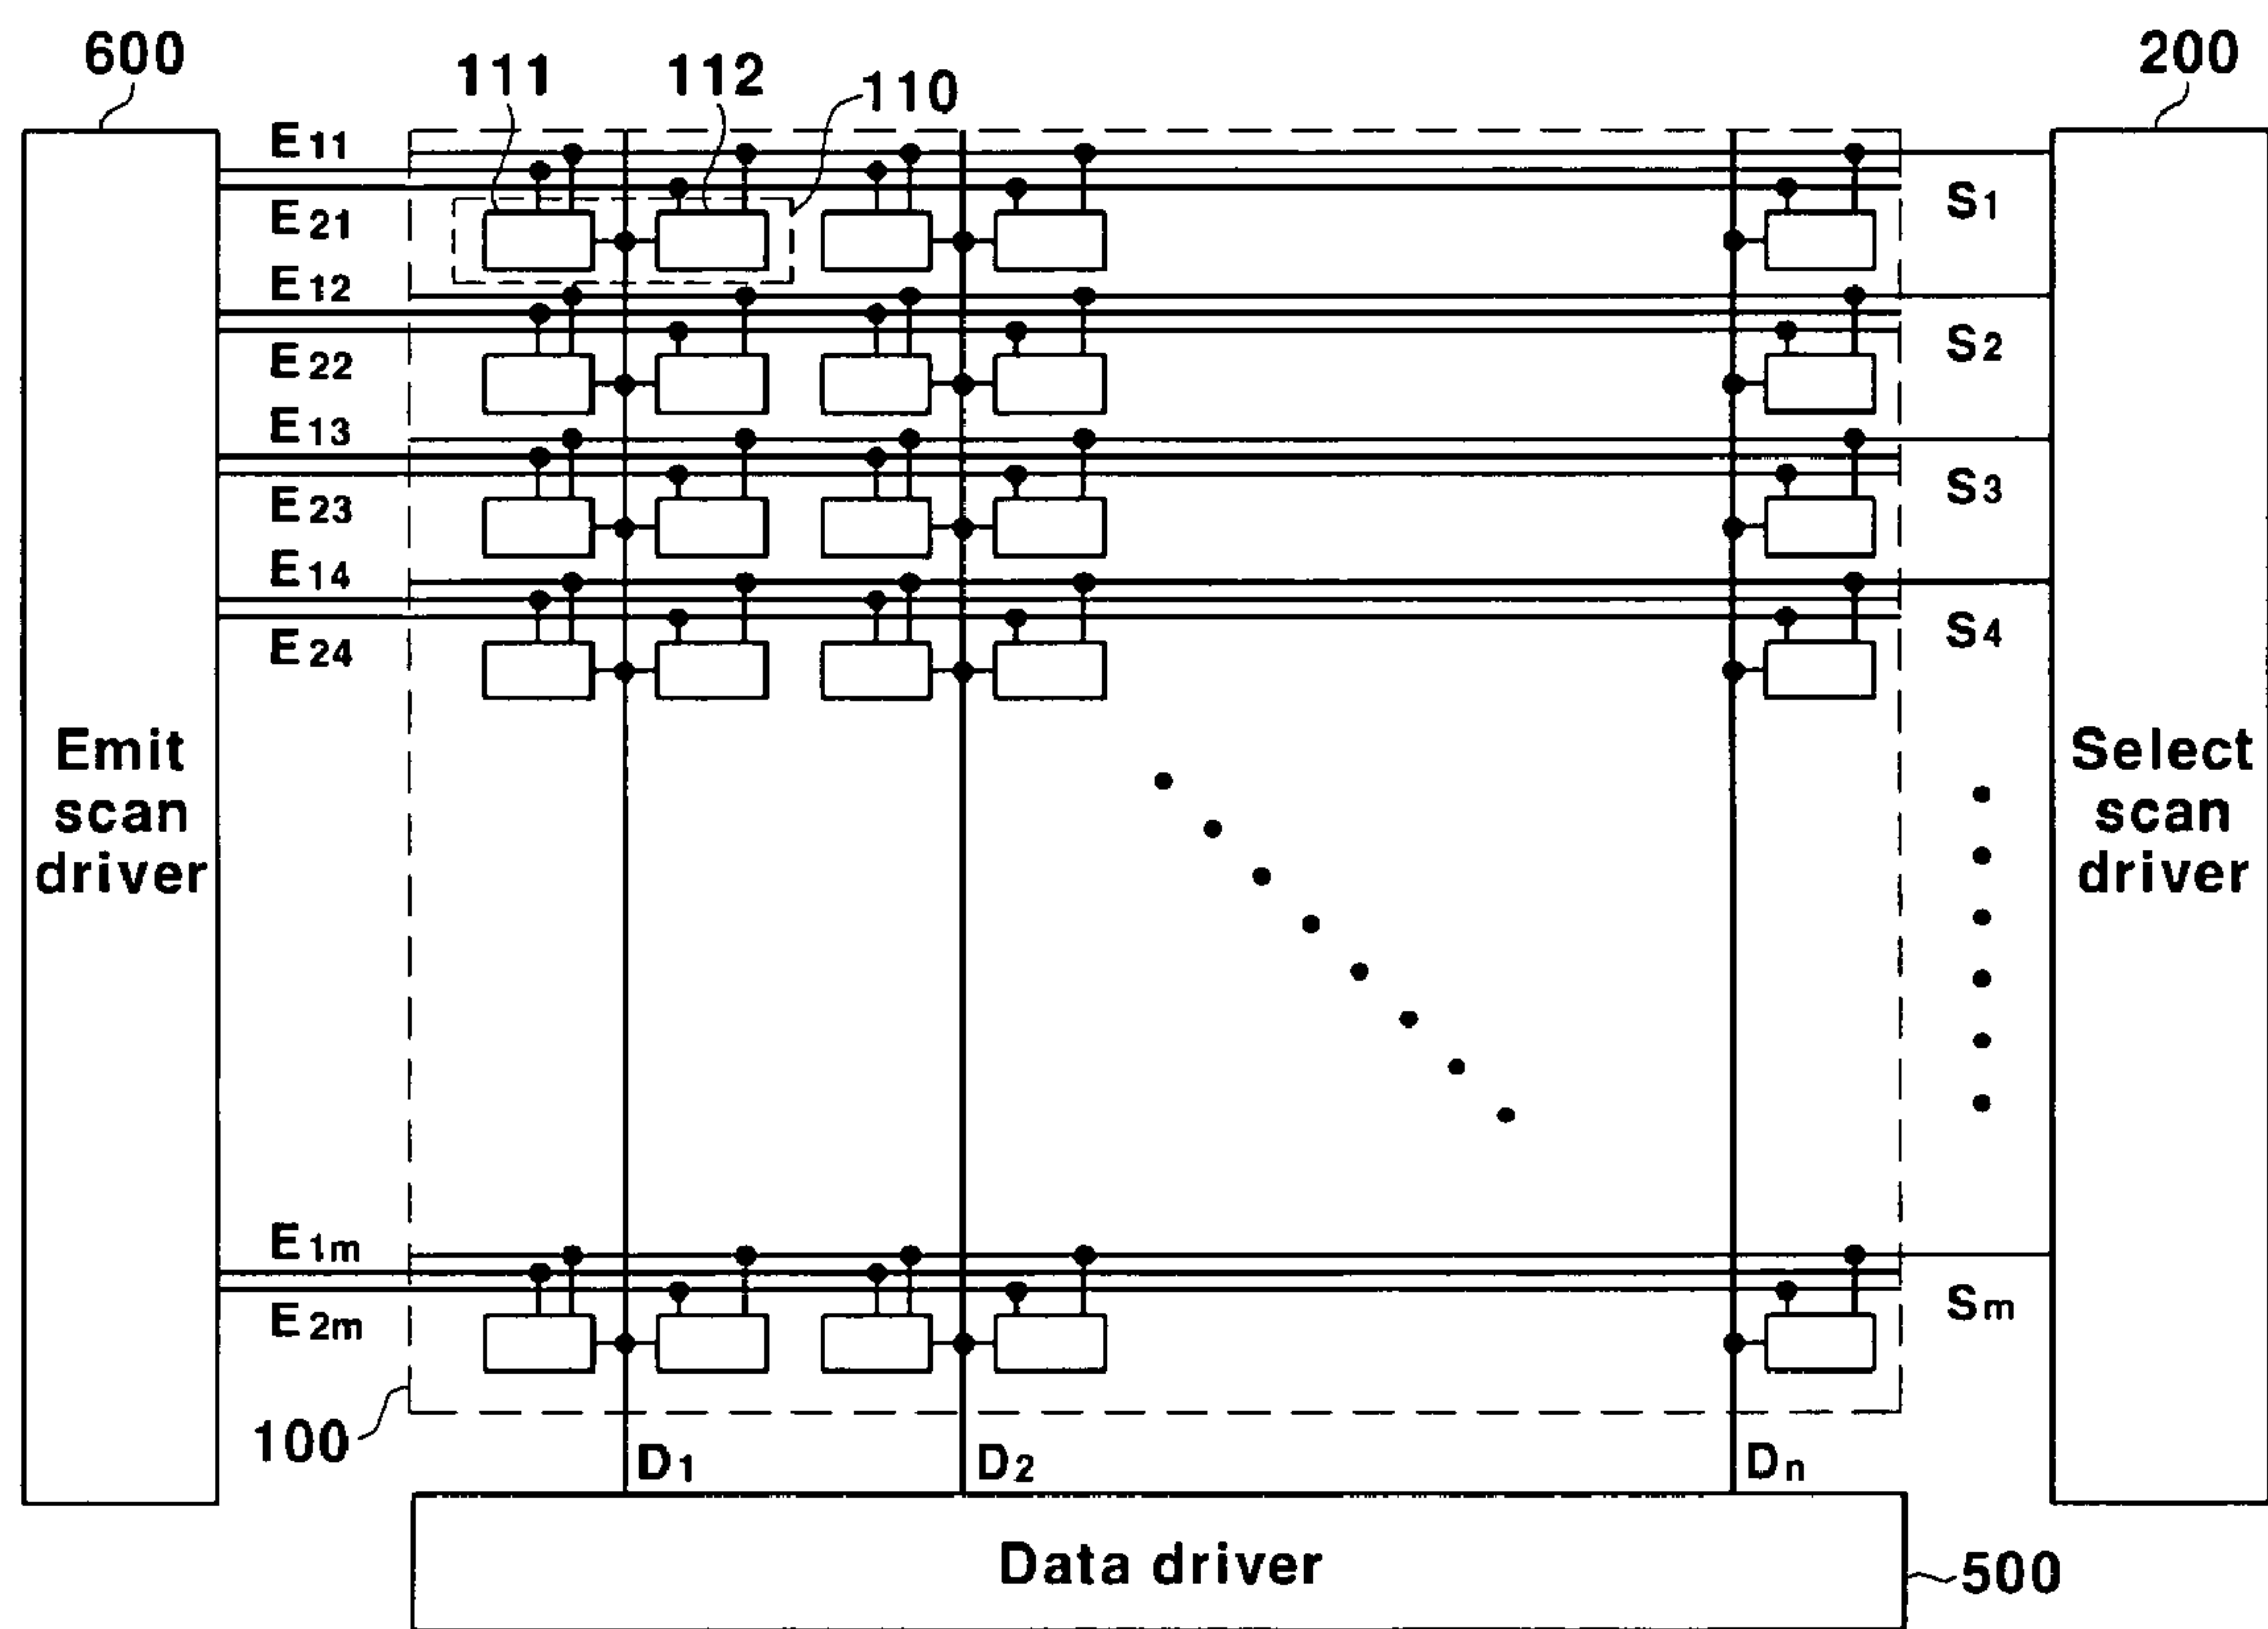 600
111
112
110
200
E11
E21
S1
E12
E22
S2
E13
E23
S3
E14
E24
S4
Emit
scan
driver
Select
scan
driver
E1m
E2m
Sm
100
D1
D2
Dn
Data driver
500